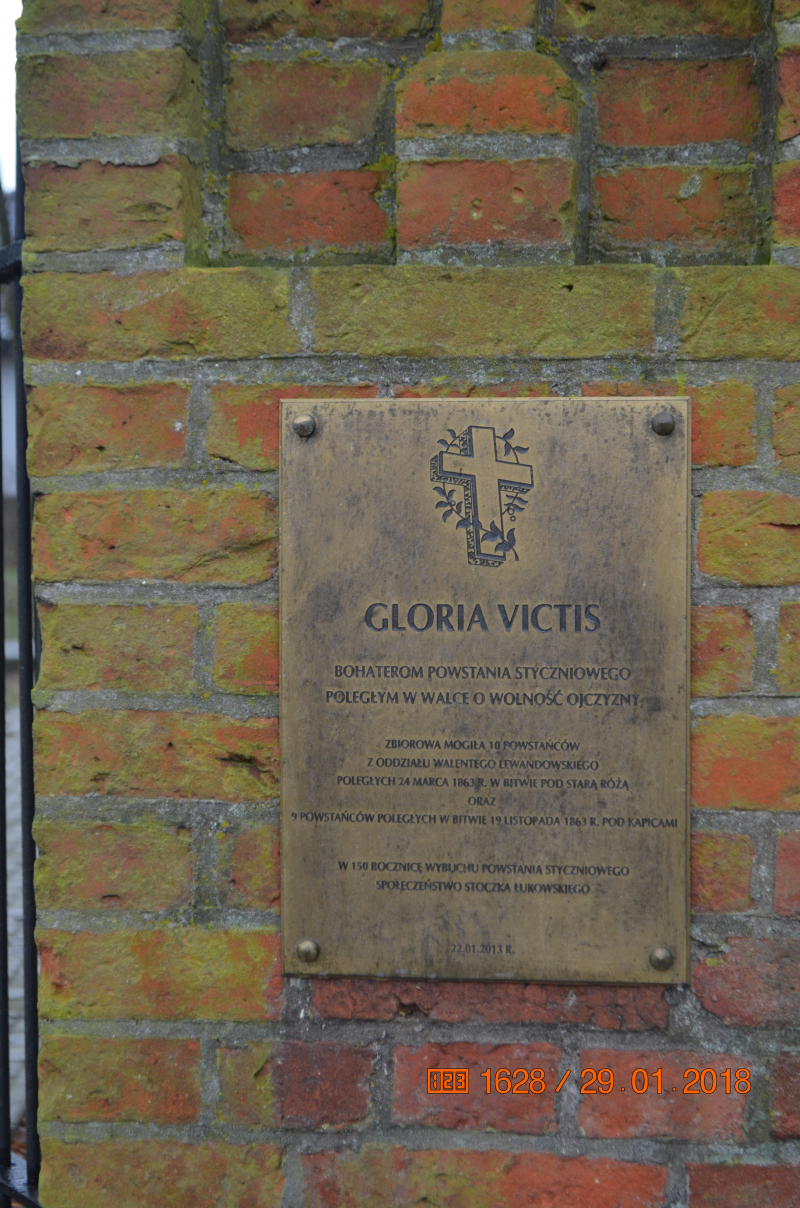 GLORIA VICTIS
BOHATEROM POWSTANIA STYCZNIOWEGO
POLEGŁYM W WALCE O WOLNOŚĆ OJCZYZNY
ZBIOROWA MOGIŁA 10 POWSTAŃCÓW
Z ODDZIAŁU WALENTEGO LEWANDOWSKIEGO
POLEGŁYCH 24 MARCA 1863 R. W BITWIE POD STARĄ RÓŻĄ
ORAZ
9 POWSTAŃCÓW POLEGŁYCH W BITWIE 19 LISTOPADA 1863 R. POD KAPICAMI
W 150 ROCZNICĘ WYBUCHU POWSTANIA STYCZNIOWEGO
SPOŁECZEŃSTWO STOCZKA ŁUKOWSKIEGO
22.01.2013 R.
123 1628 / 29.01.2018